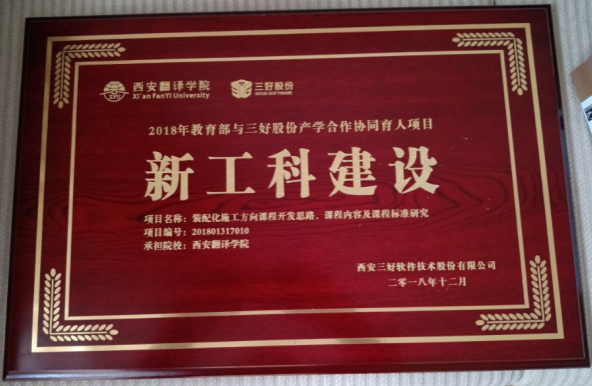 西安翻译学院 三好股份
Xi'an FanYi University GOOD SOFTWARE
XFU
2018年教育部与三好股份产学合作协同育人项目
新工科建设
项目名称：装配化施工方向课程开发思路、课程内容及课程标准研究
项目编号：201801317010
承担院校：西安翻译学院
西安三好软件技术股份有限公司
二零一八年十二月